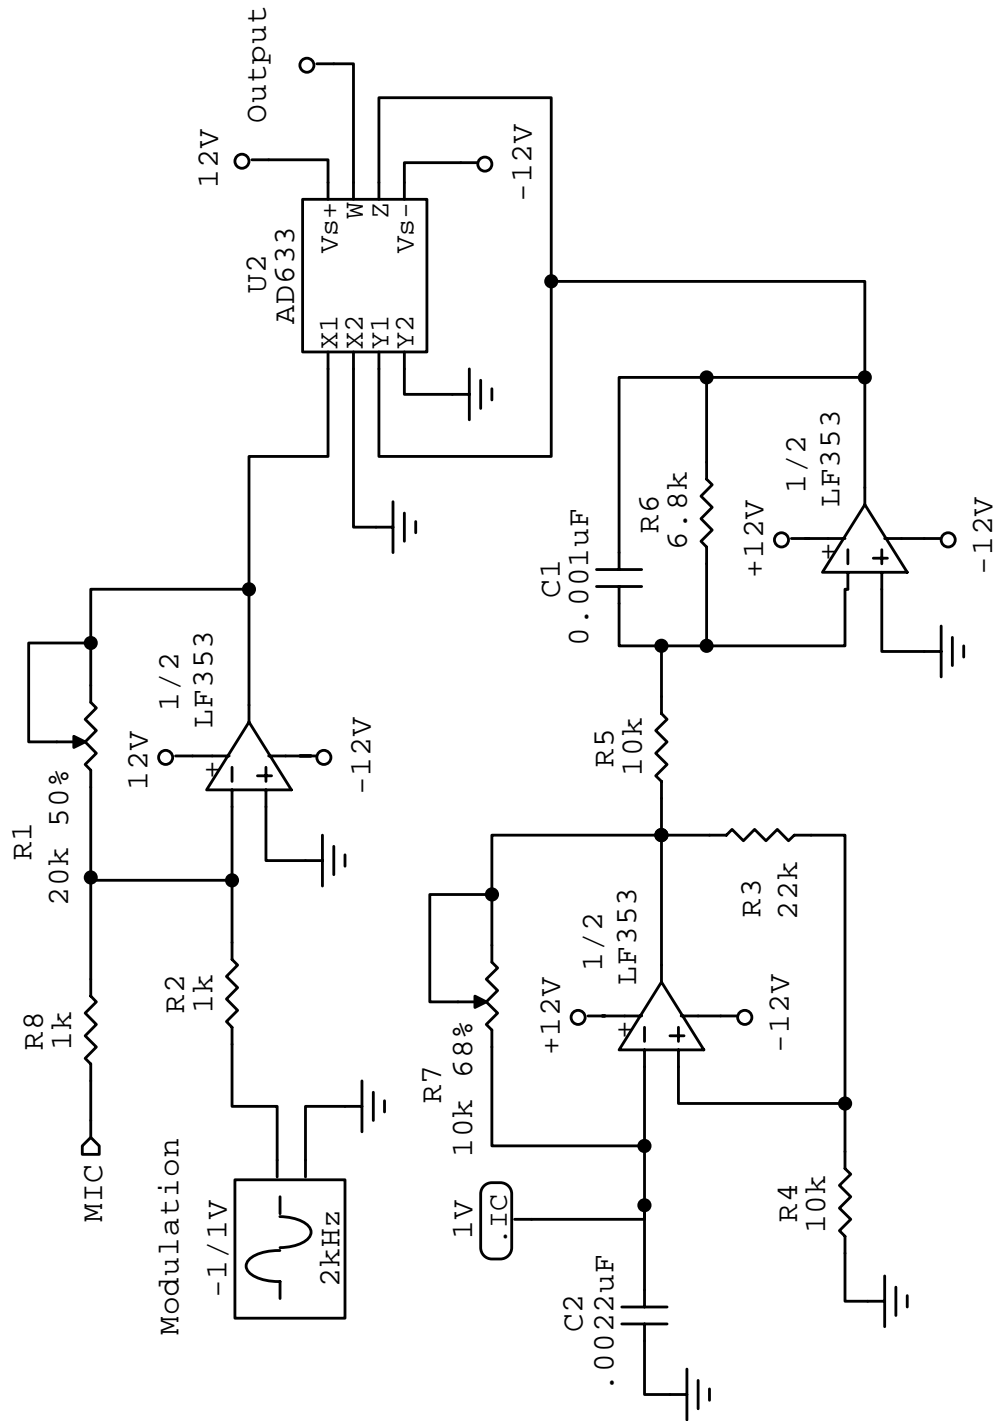 MIC
R8
1k
R1
20k 50%
Modulation
-1/1V
2kHz
R2
1k
12V
+
-
+
-12V
1/2
LF353
U2
AD633
X1
X2
Y1
Y2
Vs+
W
Z
Vs-
12V
Output
-12V
C2
.0022uF
1V
.IC
R7
10k 68%
+12V
+
-
+
-12V
1/2
LF353
R4
10k
R3
22k
R5
10k
C1
0.001uF
R6
6.8k
+12V
+
-
+
-12V
1/2
LF353